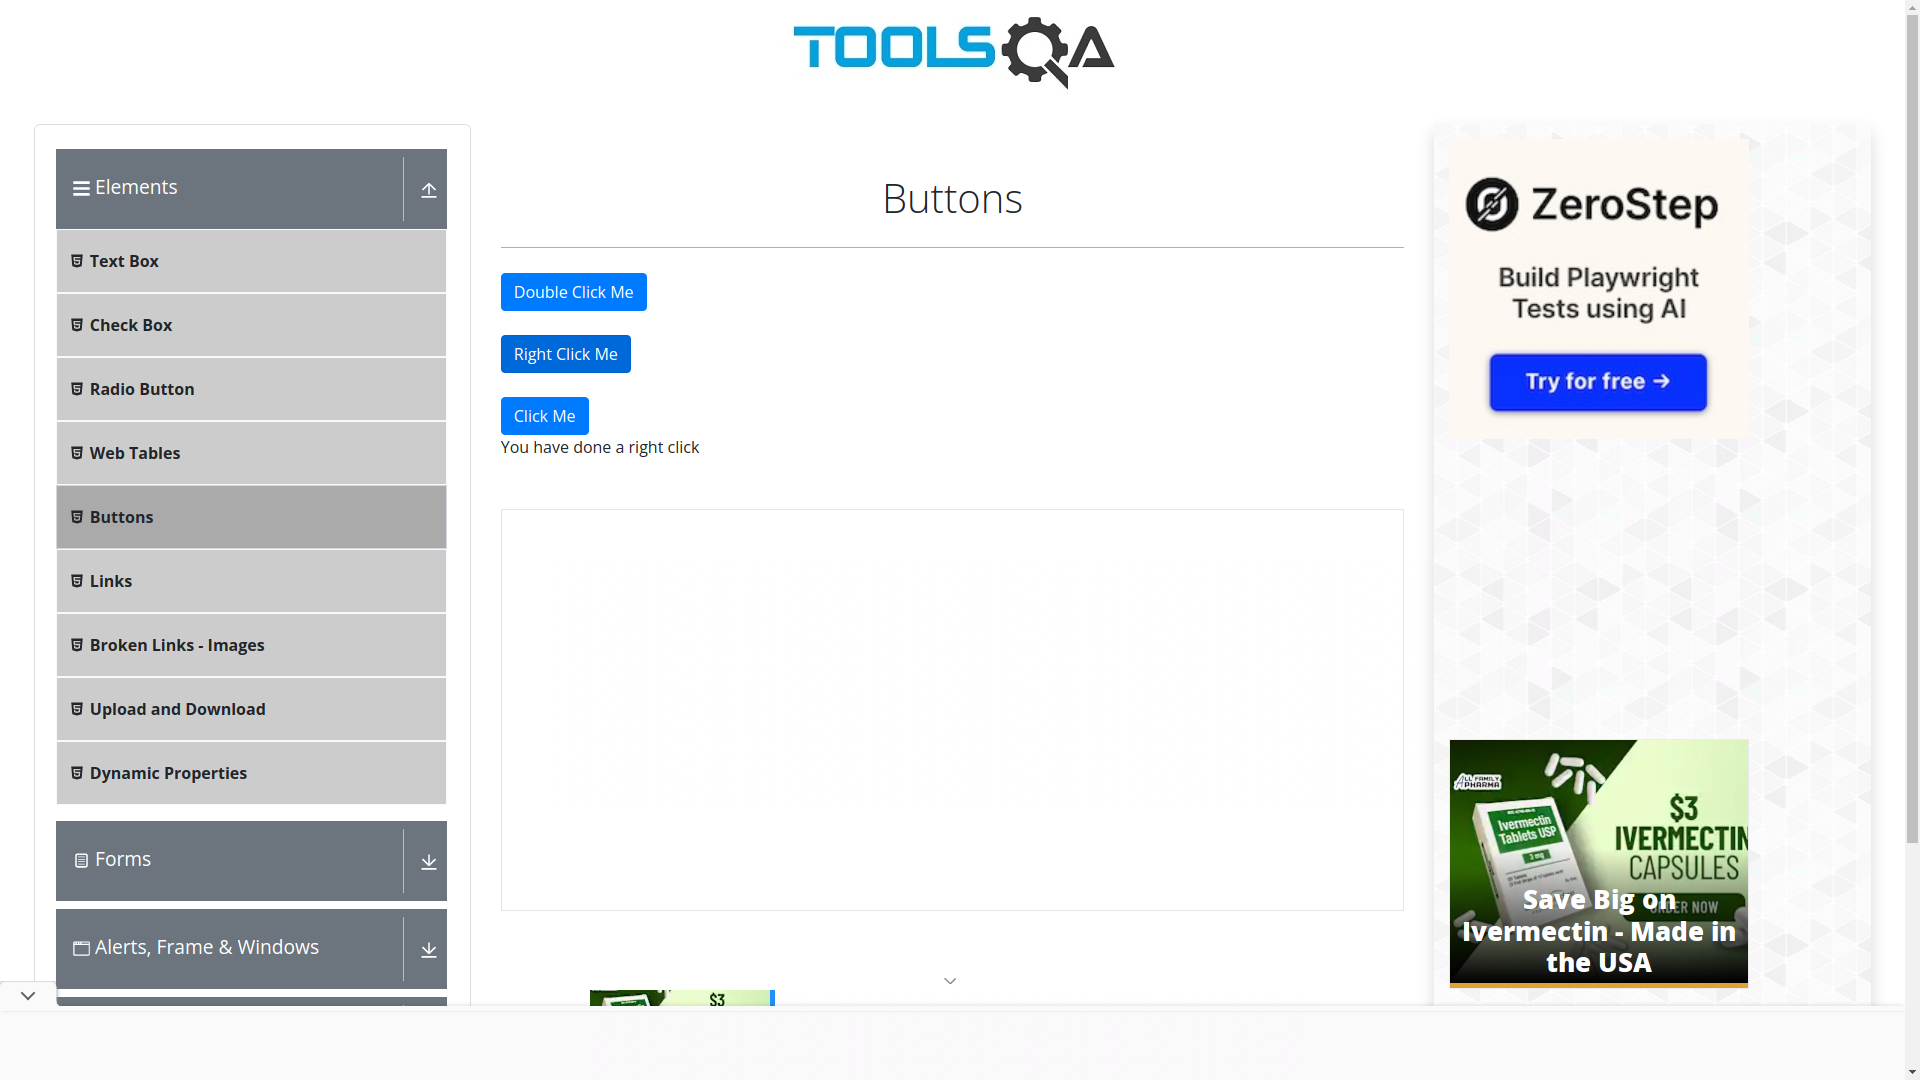 TOOLSQA
Elements
Text Box
Check Box
Radio Button
Web Tables
Buttons
Links
Broken Links - Images
Upload and Download
Dynamic Properties
Forms
Alerts, Frame & Windows
Buttons
Double Click Me
Right Click Me
Click Me
You have done a right click
$3
ZeroStep
Build Playwright
Tests using AI
Try for free →
ALL FAMILY
PHARMA
Ivermectin
Tablets USP
3 mg
$3
IVERMECTIN
CAPSULES
ORDER NOW
Save Big on
Ivermectin - Made in
the USA